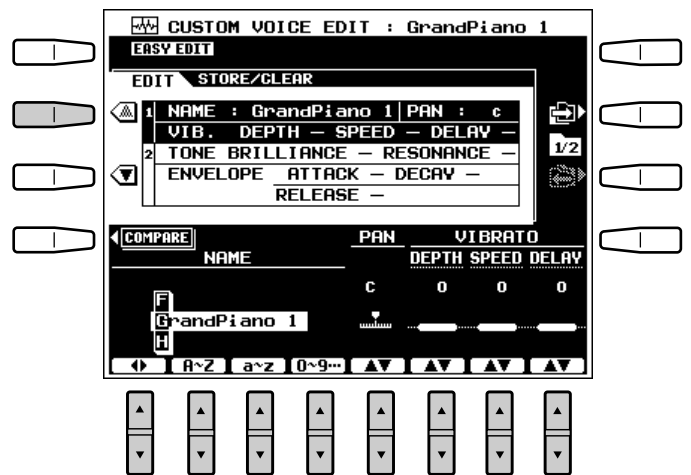 CUSTOM VOICE EDIT : GrandPiano 1
EASY EDIT
EDIT STORE/CLEAR
1 NAME : GrandPiano 1 PAN : c
VIB. DEPTH – SPEED – DELAY –
1/2
2 TONE BRILLIANCE – RESONANCE –
ENVELOPE ATTACK – DECAY –
RELEASE –
COMPARE PAN VIBRATO
NAME DEPTH SPEED DELAY
C 0 0 0
F
GrandPiano 1
H
A~Z a~z 0~9…